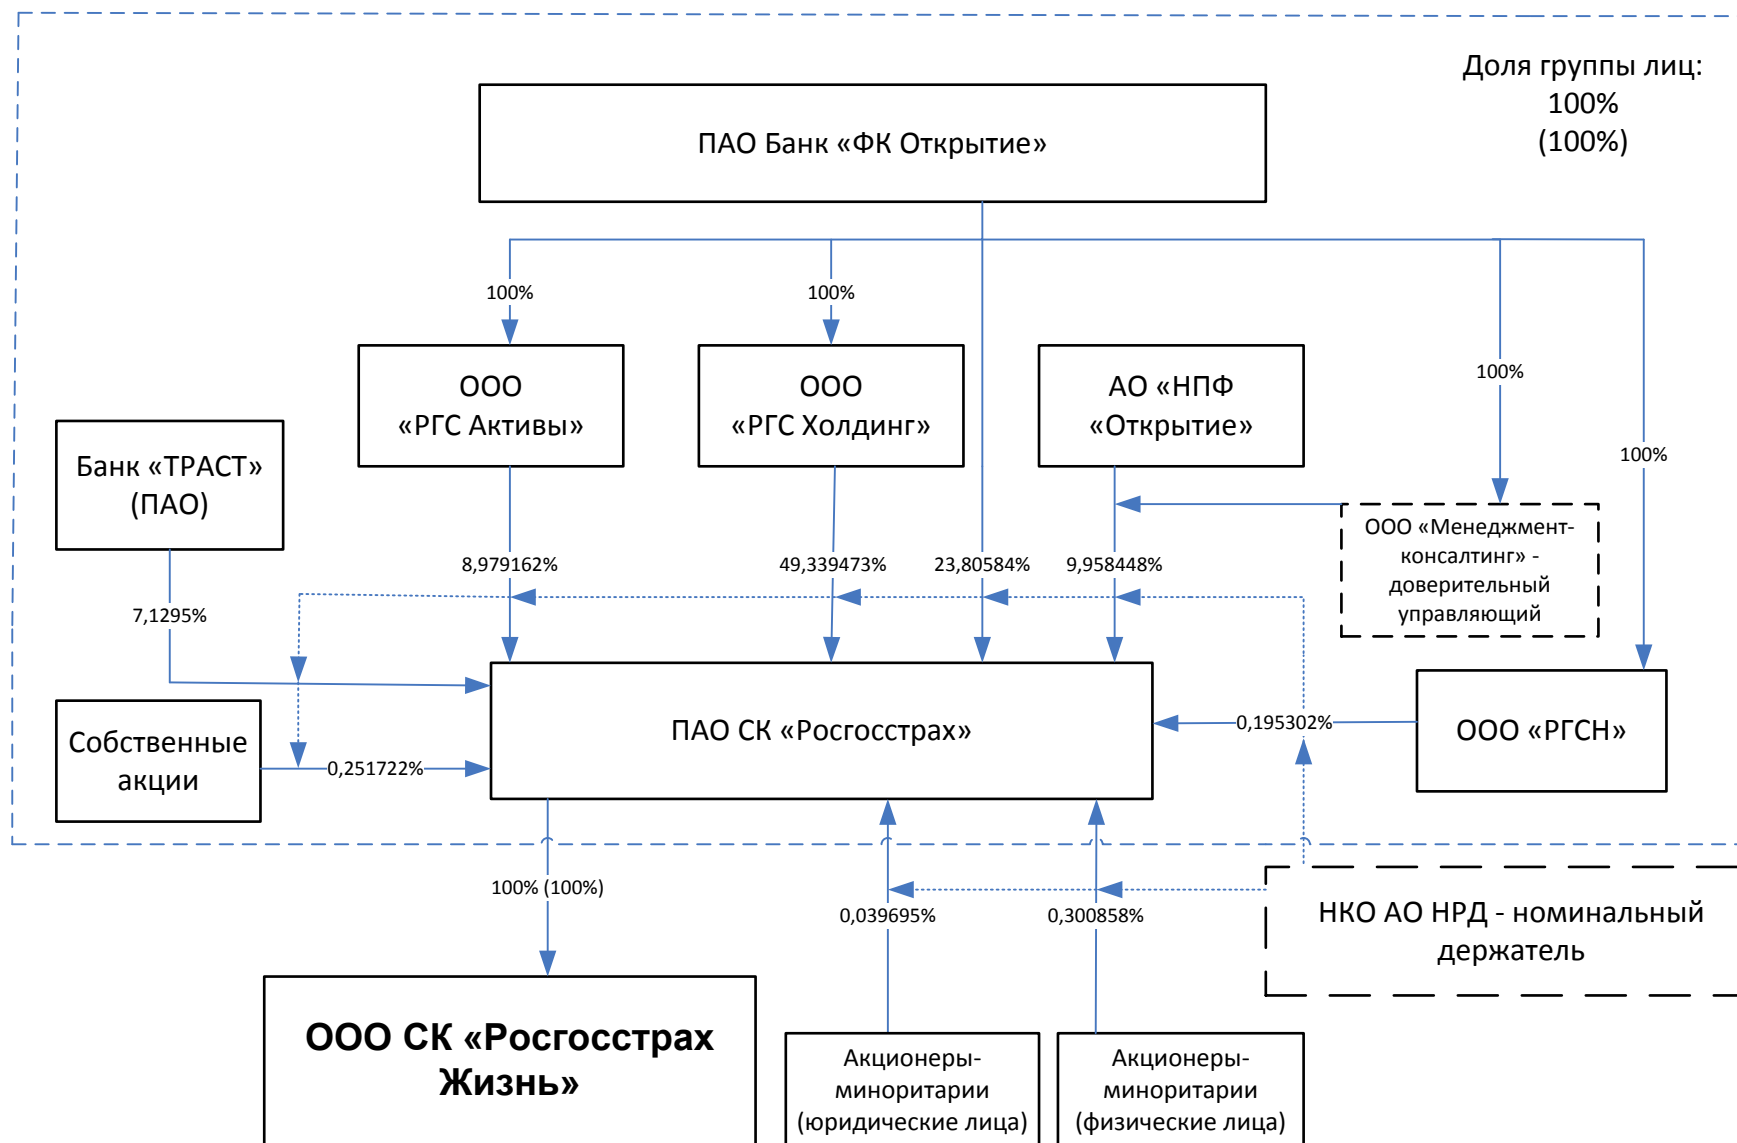 Доля группы лиц:
100%
(100%)
ПАО Банк «ФК Открытие»
100%
100%
100%
100%
ООО
«РГС Активы»
ООО
«РГС Холдинг»
АО «НПФ
«Открытие»
Банк «ТРАСТ»
(ПАО)
ООО «Менеджмент-
консалтинг» -
доверительный
управляющий
8,979162%
49,339473%
23,80584%
9,958448%
7,1295%
Собственные
акции
0,251722%
ПАО СК «Росгосстрах»
0,195302%
ООО «РГСН»
100% (100%)
0,039695%
0,300858%
НКО АО НРД - номинальный
держатель
ООО СК «Росгосстрах
Жизнь»
Акционеры-
миноритарии
(юридические лица)
Акционеры-
миноритарии
(физические лица)